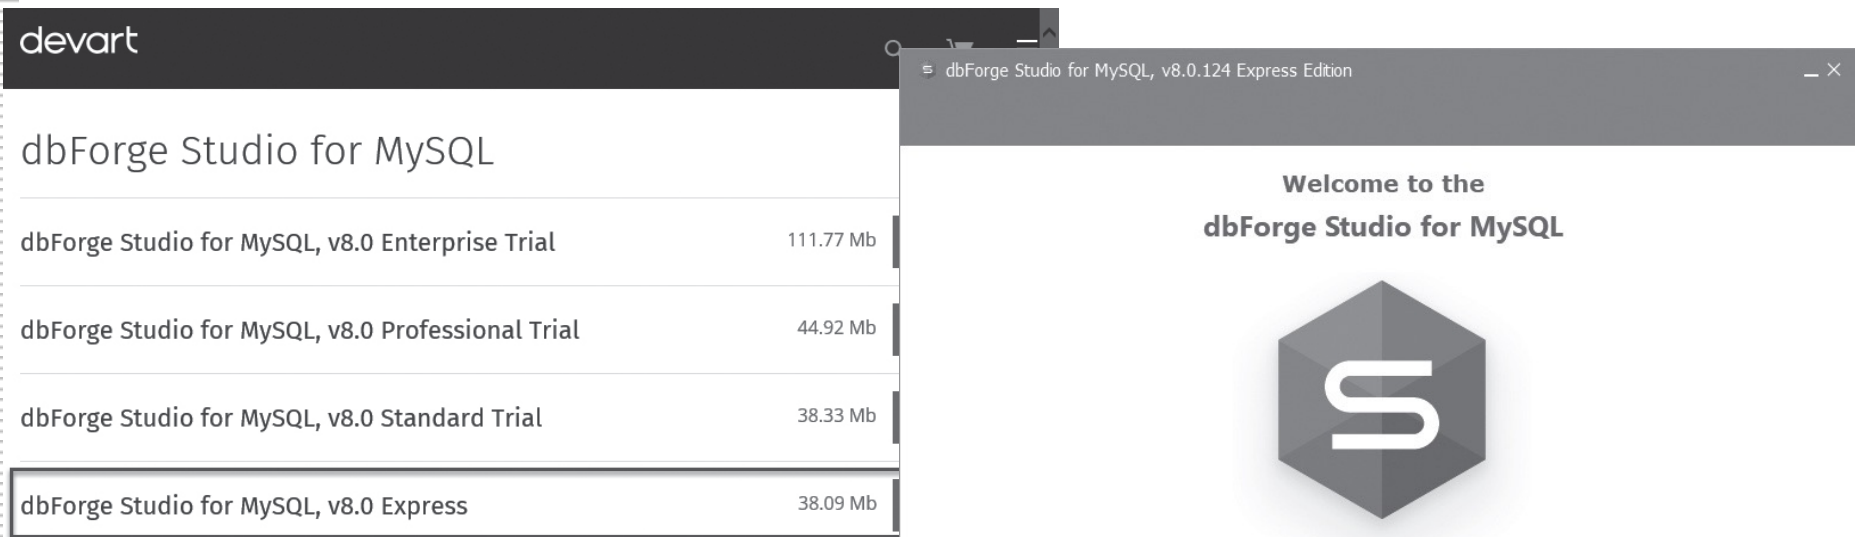 devart
dbForge Studio for MySQL
dbForge Studio for MySQL, v8.0 Enterprise Trial 111.77 Mb
dbForge Studio for MySQL, v8.0 Professional Trial 44.92 Mb
dbForge Studio for MySQL, v8.0 Standard Trial 38.33 Mb
dbForge Studio for MySQL, v8.0 Express 38.09 Mb
dbForge Studio for MySQL, v8.0.124 Express Edition
Welcome to the
dbForge Studio for MySQL